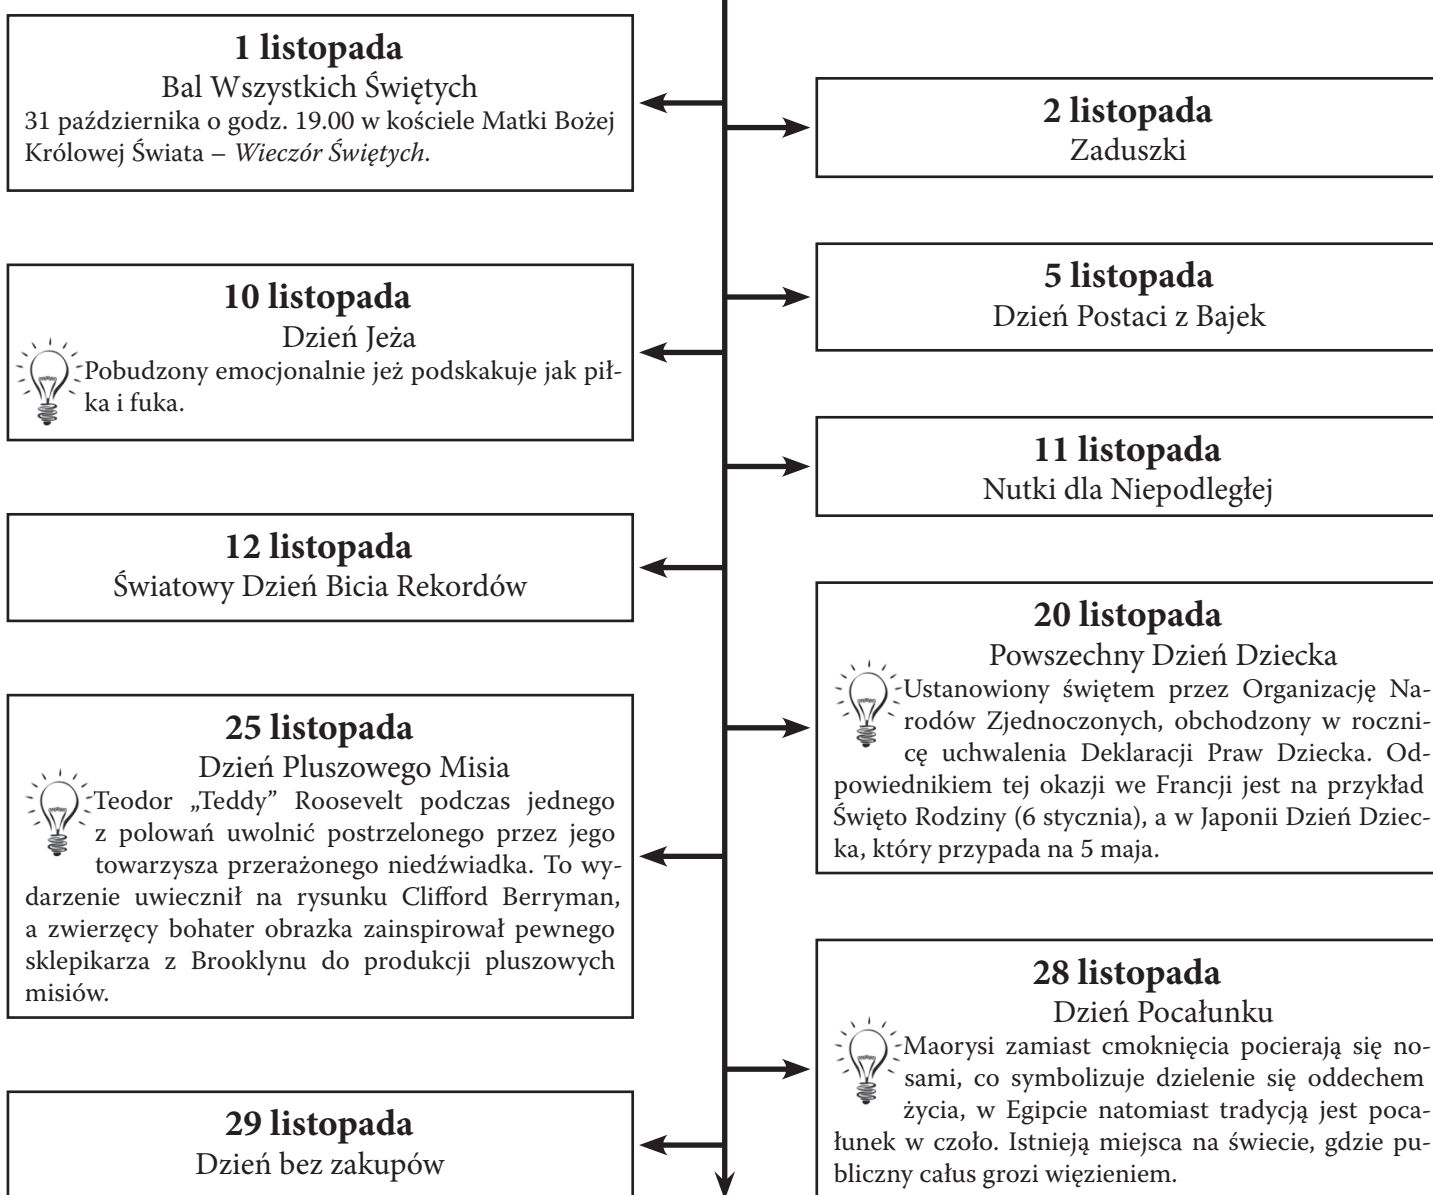 1 listopada
Bal Wszystkich Świętych
31 października o godz. 19.00 w kościele Matki Bożej
Królowej Świata – Wieczór Świętych.
2 listopada
Zaduszki
5 listopada
Dzień Postaci z Bajek
10 listopada
Dzień Jeża
Pobudzony emocjonalnie jeż podskakuje jak pił-
ka i fuka.
11 listopada
Nutki dla Niepodległej
12 listopada
Światowy Dzień Bicia Rekordów
20 listopada
Powszechny Dzień Dziecka
Ustanowiony świętem przez Organizację Na-
rodów Zjednoczonych, obchodzony w roczni-
cę uchwalenia Deklaracji Praw Dziecka. Od-
powiednikiem tej okazji we Francji jest na przykład
Święto Rodziny (6 stycznia), a w Japonii Dzień Dziec-
ka, który przypada na 5 maja.
25 listopada
Dzień Pluszowego Misia
Teodor „Teddy” Roosevelt podczas jednego
z polowań uwolnić postrzelonego przez jego
towarzysza przerażonego niedźwiadka. To wy-
darzenie uwiecznił na rysunku Clifford Berryman,
a zwierzęcy bohater obrazka zainspirował pewnego
sklepikarza z Brooklynu do produkcji pluszowych
misiów.
28 listopada
Dzień Pocałunku
Maorysi zamiast cmoknięcia pocierają się no-
sami, co symbolizuje dzielenie się oddechem
życia, w Egipcie natomiast tradycją jest poca-
łunek w czoło. Istnieją miejsca na świecie, gdzie pu-
bliczny całus grozi więzieniem.
29 listopada
Dzień bez zakupów